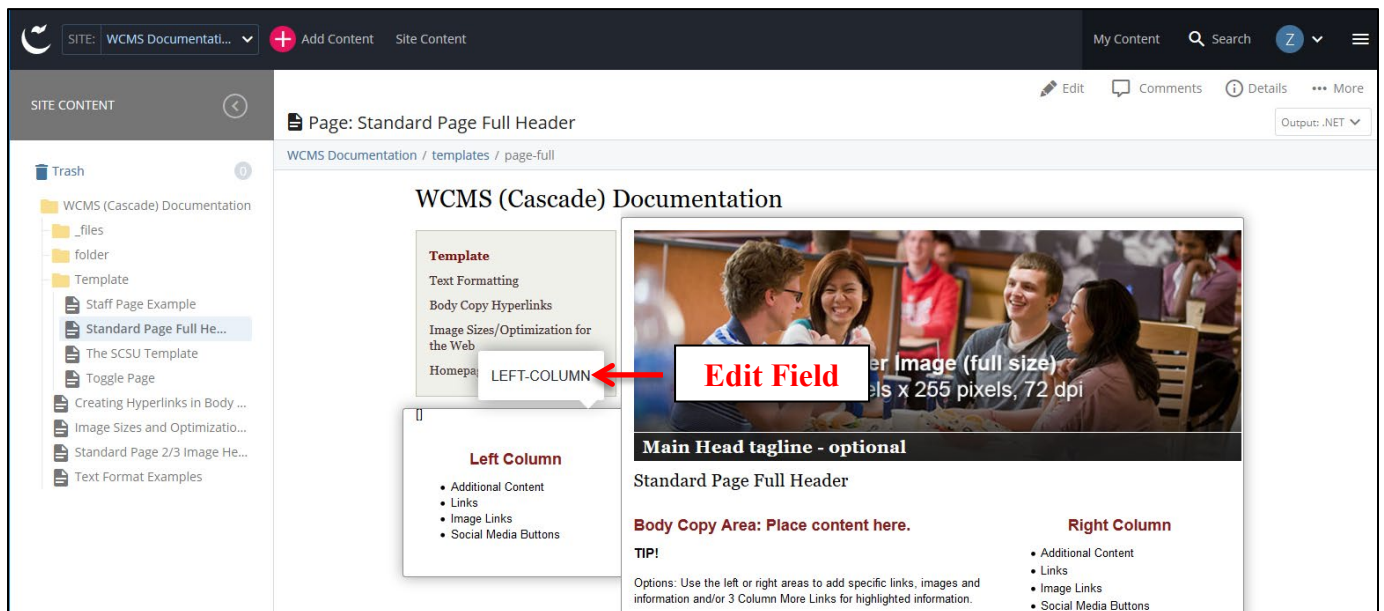 SITE: WCMS Documentati... Add Content Site Content My Content Search Z
SITE CONTENT
Edit Comments Details ••• More
Page: Standard Page Full Header
Output: .NET
WCMS Documentation / templates / page-full
Trash 0
WCMS (Cascade) Documentation
_files
folder
Template
Staff Page Example
Standard Page Full He...
The SCSU Template
Toggle Page
Creating Hyperlinks in Body ...
Image Sizes and Optimizatio...
Standard Page 2/3 Image He...
Text Format Examples
WCMS (Cascade) Documentation
Template
Text Formatting
Body Copy Hyperlinks
Image Sizes/Optimization for
the Web
LEFT-COLUMN
Edit Field
Image (full size)
x 255 pixels, 72 dpi
Main Head tagline - optional
[]
Left Column
• Additional Content
• Links
• Image Links
• Social Media Buttons
Standard Page Full Header
Body Copy Area: Place content here.
TIP!
Options: Use the left or right areas to add specific links, images and
information and/or 3 Column More Links for highlighted information.
Right Column
• Additional Content
• Links
• Image Links
• Social Media Buttons